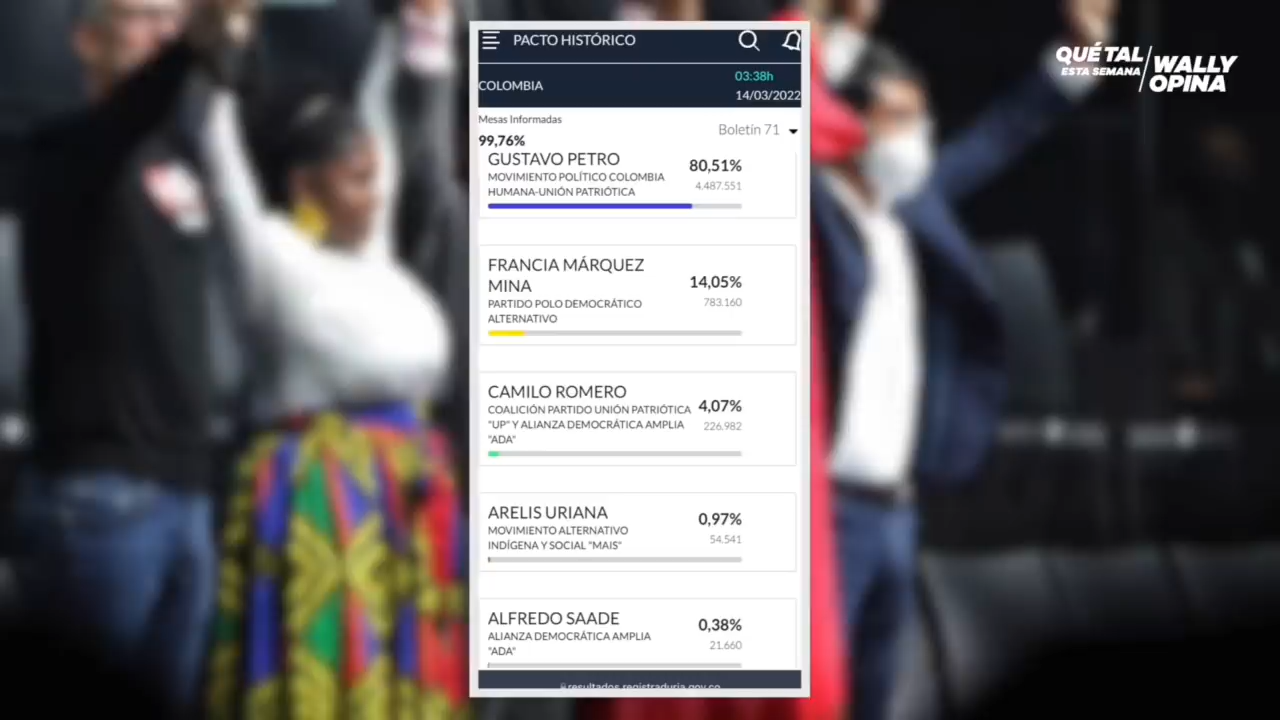 QUÉ TAL
ESTA SEMANA
WALLY
OPINA
PACTO HISTÓRICO
COLOMBIA
03:38h
14/03/2022
Mesas Informadas
99,76%
Boletín 71
GUSTAVO PETRO
80,51%
MOVIMIENTO POLÍTICO COLOMBIA
HUMANA-UNIÓN PATRIÓTICA
4.487.551
FRANCIA MÁRQUEZ
MINA
14,05%
PARTIDO POLO DEMOCRÁTICO
ALTERNATIVO
783.160
CAMILO ROMERO
4,07%
COALICIÓN PARTIDO UNIÓN PATRIÓTICA
"UP" Y ALIANZA DEMOCRÁTICA AMPLIA
"ADA"
226.982
ARELIS URIANA
0,97%
MOVIMIENTO ALTERNATIVO
INDÍGENA Y SOCIAL "MAIS"
54.541
ALFREDO SAADE
0,38%
ALIANZA DEMOCRÁTICA AMPLIA
"ADA"
21.660
resultados.registraduria.gov.co